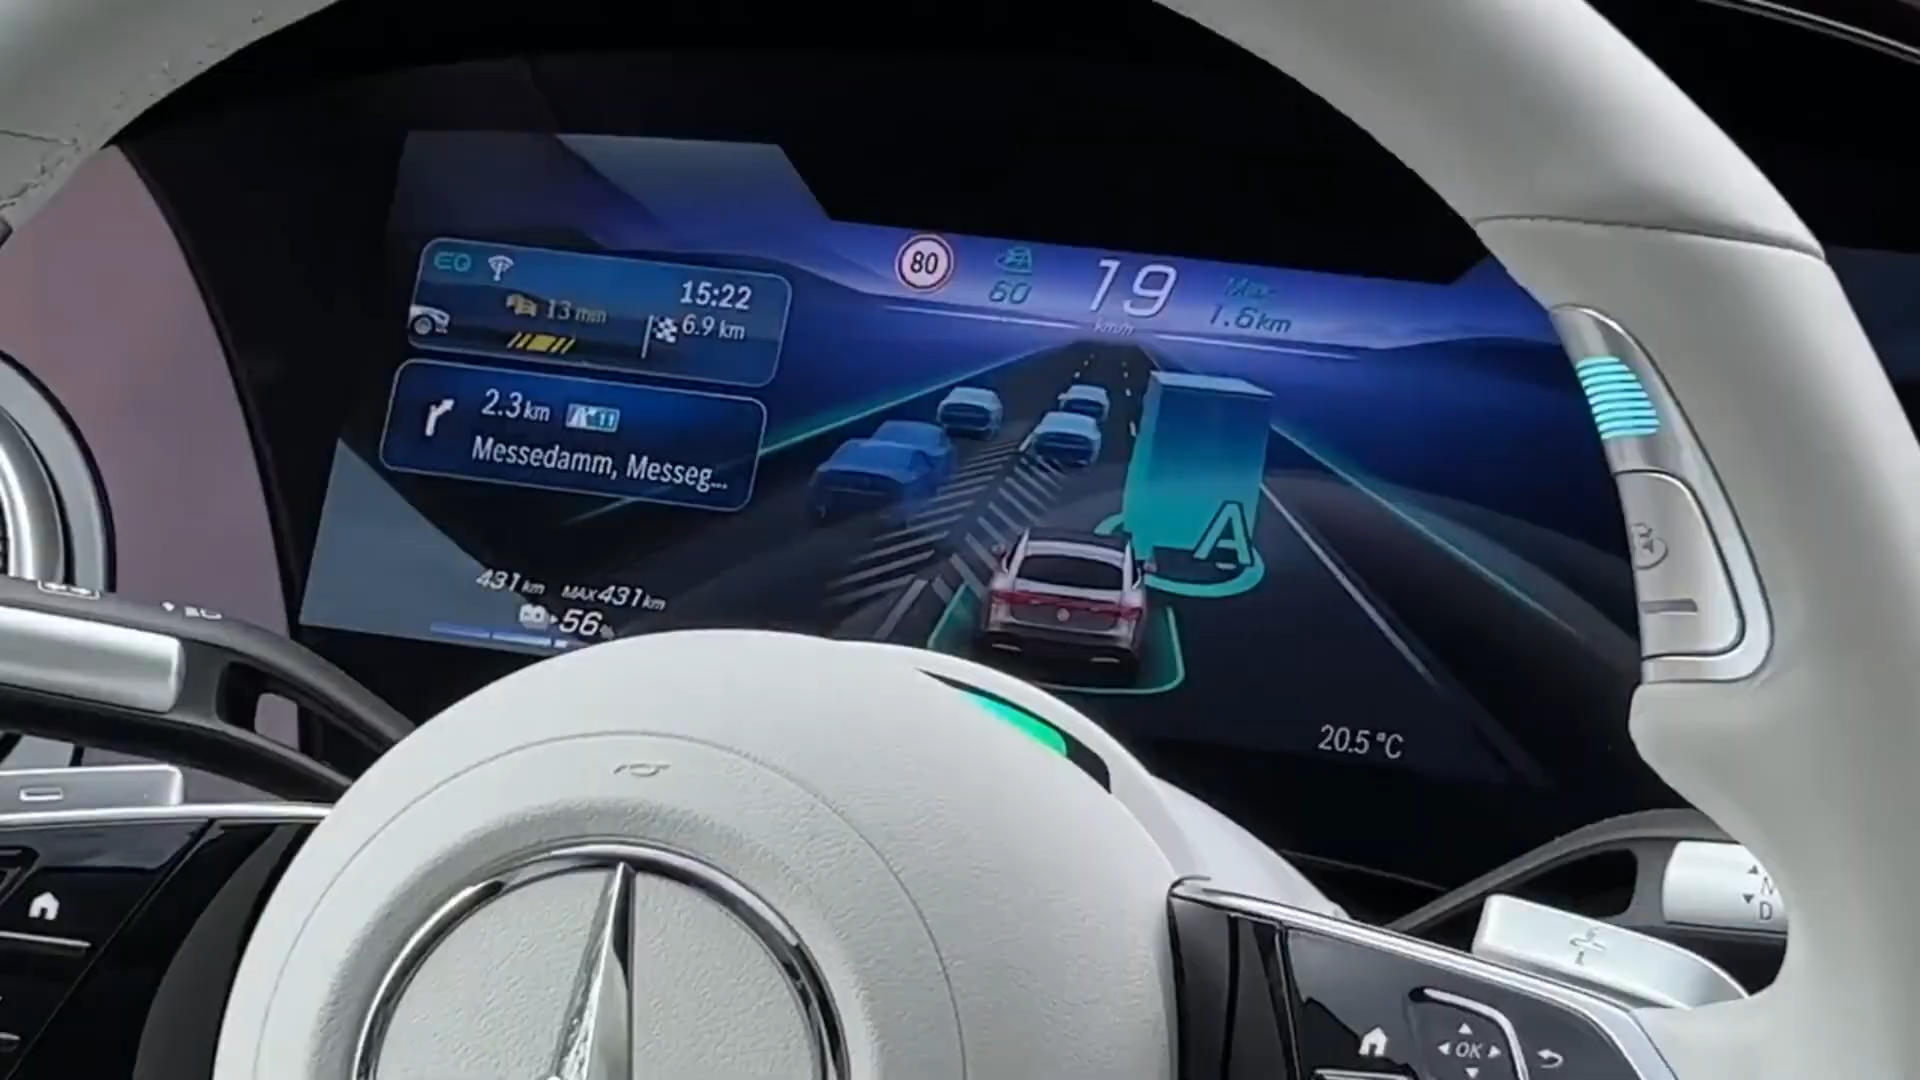 EQ
13 min
15:22
6.9 km
2.3 km
11
Messedamm, Messeg...
431 km MAX 431 km
56 %
80
60
19
km/h
Max
1.6 km
A
20.5 °C
M
D
OK